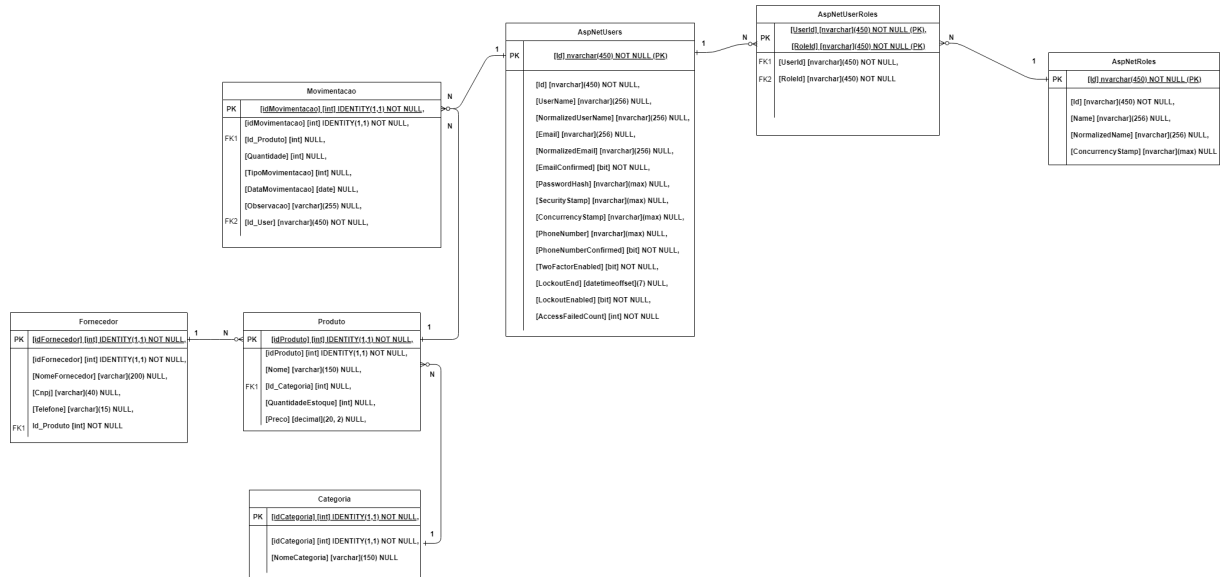 AspNetUserRoles
PK
[UserId] [nvarchar](450) NOT NULL (PK),
[RoleId] [nvarchar](450) NOT NULL (PK)
FK1 [UserId] [nvarchar](450) NOT NULL,
FK2 [RoleId] [nvarchar](450) NOT NULL
AspNetUsers
PK [Id] nvarchar(450) NOT NULL (PK)
[Id] [nvarchar](450) NOT NULL,
[UserName] [nvarchar](256) NULL,
[NormalizedUserName] [nvarchar](256) NULL,
[Email] [nvarchar](256) NULL,
[NormalizedEmail] [nvarchar](256) NULL,
[EmailConfirmed] [bit] NOT NULL,
[PasswordHash] [nvarchar](max) NULL,
[SecurityStamp] [nvarchar](max) NULL,
[ConcurrencyStamp] [nvarchar](max) NULL,
[PhoneNumber] [nvarchar](max) NULL,
[PhoneNumberConfirmed] [bit] NOT NULL,
[TwoFactorEnabled] [bit] NOT NULL,
[LockoutEnd] [datetimeoffset](7) NULL,
[LockoutEnabled] [bit] NOT NULL,
[AccessFailedCount] [int] NOT NULL
1
N
N
1
AspNetRoles
PK [Id] nvarchar(450) NOT NULL (PK)
[Id] [nvarchar](450) NOT NULL,
[Name] [nvarchar](256) NULL,
[NormalizedName] [nvarchar](256) NULL,
[ConcurrencyStamp] [nvarchar](max) NULL
1
N
N
Movimentacao
PK [idMovimentacao] [int] IDENTITY(1,1) NOT NULL,
[idMovimentacao] [int] IDENTITY(1,1) NOT NULL,
FK1 [Id_Produto] [int] NULL,
[Quantidade] [int] NULL,
[TipoMovimentacao] [int] NULL,
[DataMovimentacao] [date] NULL,
[Observacao] [varchar](255) NULL,
FK2 [Id_User] [nvarchar](450) NOT NULL,
Fornecedor
PK [idFornecedor] [int] IDENTITY(1,1) NOT NULL,
[idFornecedor] [int] IDENTITY(1,1) NOT NULL,
[NomeFornecedor] [varchar](200) NULL,
[Cnpj] [varchar](40) NULL,
[Telefone] [varchar](15) NULL,
FK1 Id_Produto [int] NOT NULL
1
N
Produto
PK [idProduto] [int] IDENTITY(1,1) NOT NULL,
[idProduto] [int] IDENTITY(1,1) NOT NULL,
[Nome] [varchar](150) NULL,
FK1 [Id_Categoria] [int] NULL,
[QuantidadeEstoque] [int] NULL,
[Preco] [decimal](20, 2) NULL,
1
N
Categoria
PK [idCategoria] [int] IDENTITY(1,1) NOT NULL,
[idCategoria] [int] IDENTITY(1,1) NOT NULL,
[NomeCategoria] [varchar](150) NULL
1